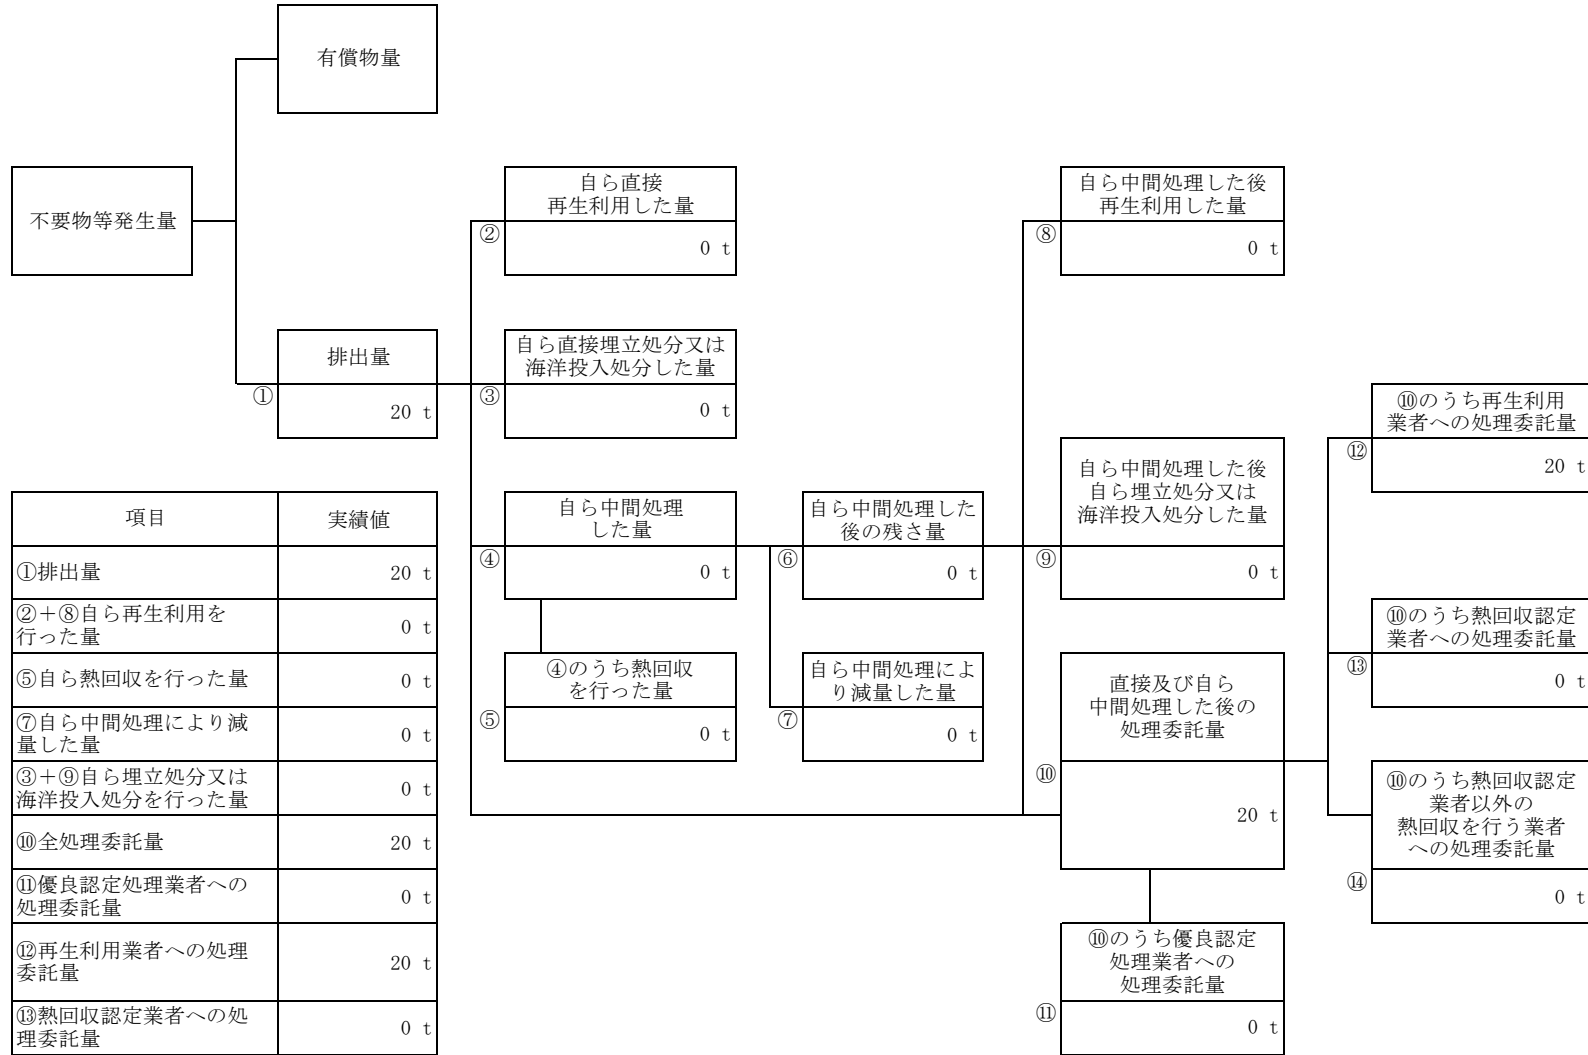 有償物量
不要物等発生量
自ら直接
再生利用した量
②
0 t
自ら中間処理した後
再生利用した量
⑧
0 t
排出量
①
20 t
自ら直接埋立処分又は
海洋投入処分した量
③
0 t
⑩のうち再生利用
業者への処理委託量
⑫
20 t
自ら中間処理
した量
④
0 t
自ら中間処理した
後の残さ量
⑥
0 t
自ら中間処理した後
自ら埋立処分又は
海洋投入処分した量
⑨
0 t
⑩のうち熱回収認定
業者への処理委託量
⑬
0 t
④のうち熱回収
を行った量
⑤
0 t
自ら中間処理によ
り減量した量
⑦
0 t
直接及び自ら
中間処理した後の
処理委託量
⑩
20 t
⑩のうち熱回収認定
業者以外の
熱回収を行う業者
への処理委託量
⑭
0 t
⑩のうち優良認定
処理業者への
処理委託量
⑪
0 t
項目 実績値
①排出量 20 t
②＋⑧自ら再生利用を
行った量 0 t
⑤自ら熱回収を行った量 0 t
⑦自ら中間処理により減
量した量 0 t
③＋⑨自ら埋立処分又は
海洋投入処分を行った量 0 t
⑩全処理委託量 20 t
⑪優良認定処理業者への
処理委託量 0 t
⑫再生利用業者への処理
委託量 20 t
⑬熱回収認定業者への処
理委託量 0 t